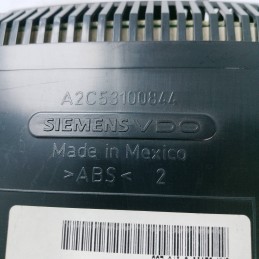 A2C53100844
SIEMENS VDO
Made in Mexico
>ABS< 2